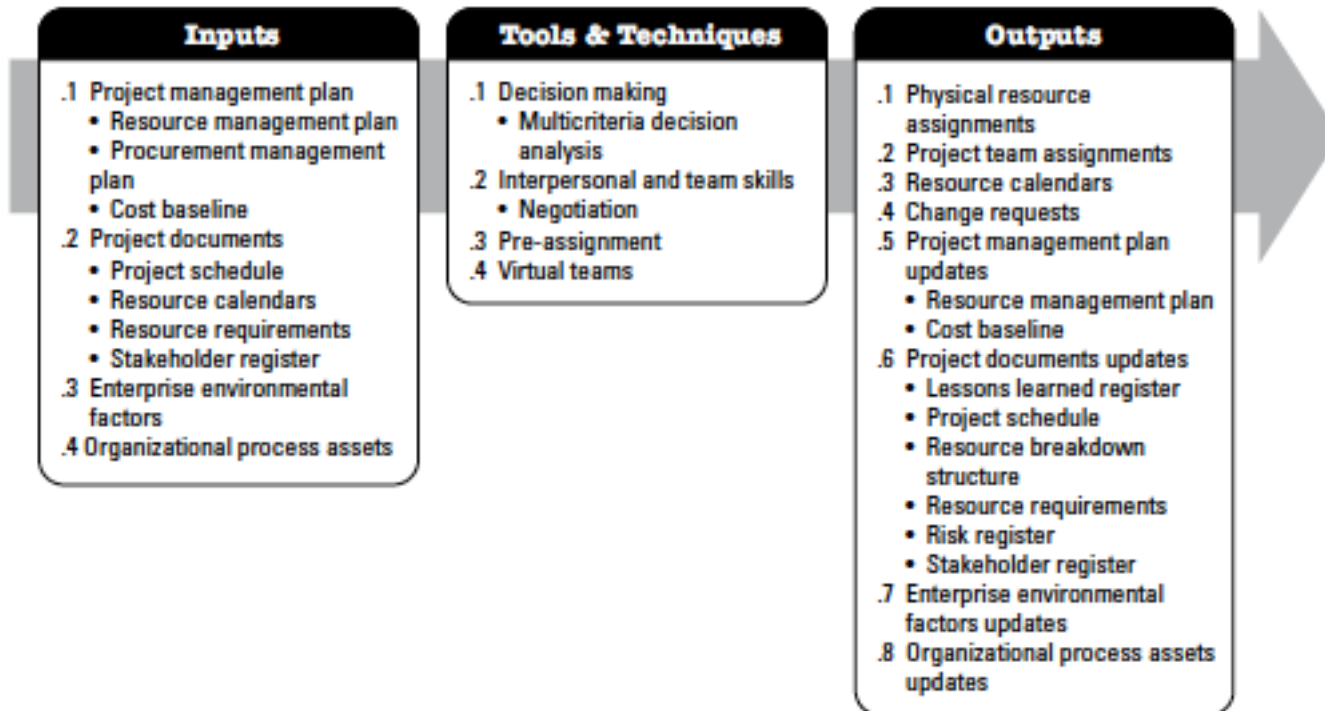 Inputs
.1 Project management plan
• Resource management plan
• Procurement management
plan
• Cost baseline
.2 Project documents
• Project schedule
• Resource calendars
• Resource requirements
• Stakeholder register
.3 Enterprise environmental
factors
.4 Organizational process assets
Tools & Techniques
.1 Decision making
• Multicriteria decision
analysis
.2 Interpersonal and team skills
• Negotiation
.3 Pre-assignment
.4 Virtual teams
Outputs
.1 Physical resource
assignments
.2 Project team assignments
.3 Resource calendars
.4 Change requests
.5 Project management plan
updates
• Resource management plan
• Cost baseline
.6 Project documents updates
• Lessons learned register
• Project schedule
• Resource breakdown
structure
• Resource requirements
• Risk register
• Stakeholder register
.7 Enterprise environmental
factors updates
.8 Organizational process assets
updates